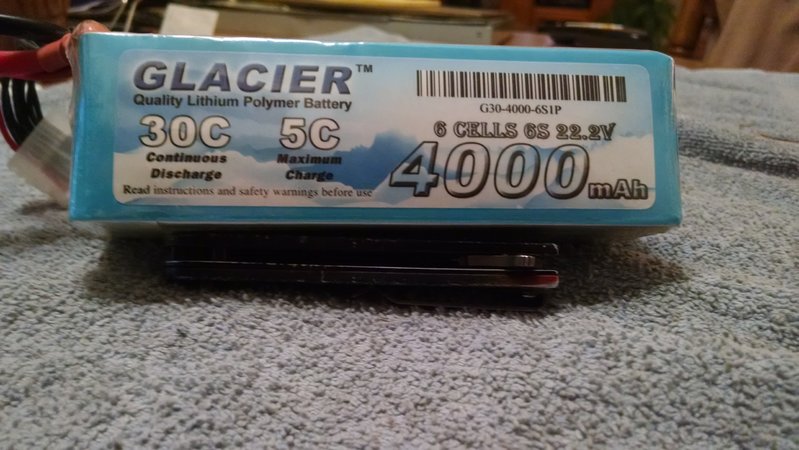 GLACIER™
Quality Lithium Polymer Battery
30C 5C
Continuous Discharge Maximum Charge
Read instructions and safety warnings before use
G30-4000-6S1P
6 CELLS 6S 22.2V
4000mAh